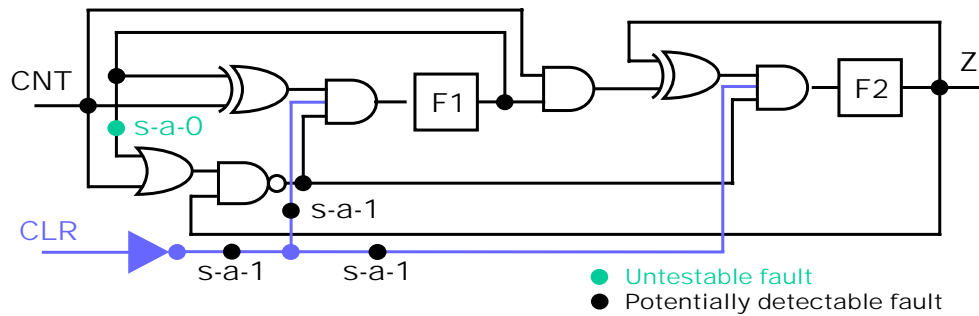 Z
CNT
F1
F2
s-a-0
s-a-1
CLR
s-a-1
s-a-1
Untestable fault
Potentially detectable fault